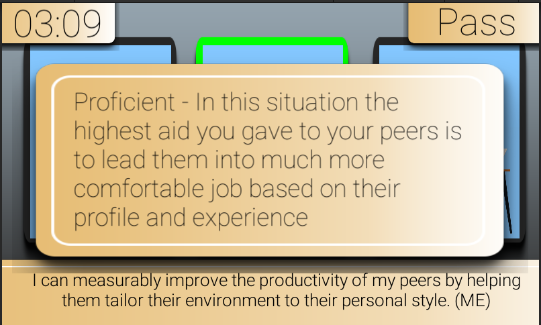 03:09
Pass
Proficient - In this situation the
highest aid you gave to your peers is
to lead them into much more
comfortable job based on their
profile and experience
I can measurably improve the productivity of my peers by helping
them tailor their environment to their personal style. (ME)